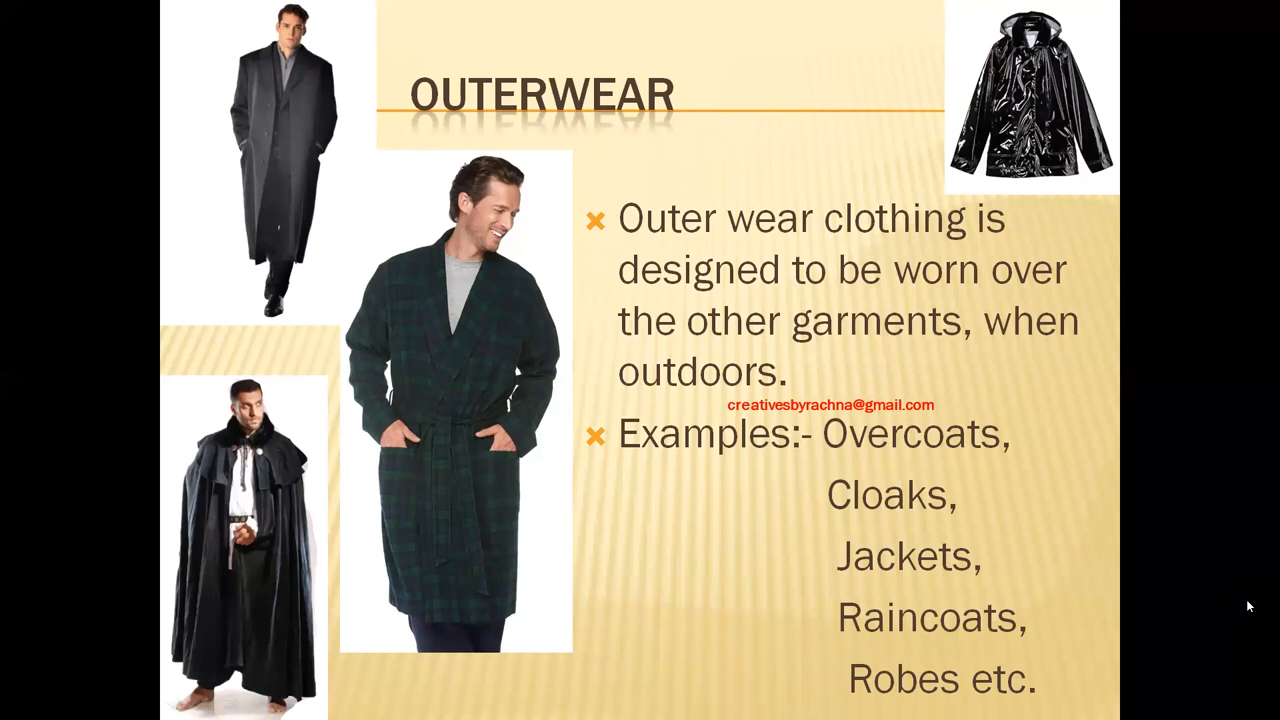 OUTERWEAR
Outer wear clothing is
designed to be worn over
the other garments, when
outdoors.
creativesbyrachna@gmail.com
Examples:- Overcoats,
Cloaks,
Jackets,
Raincoats,
Robes etc.